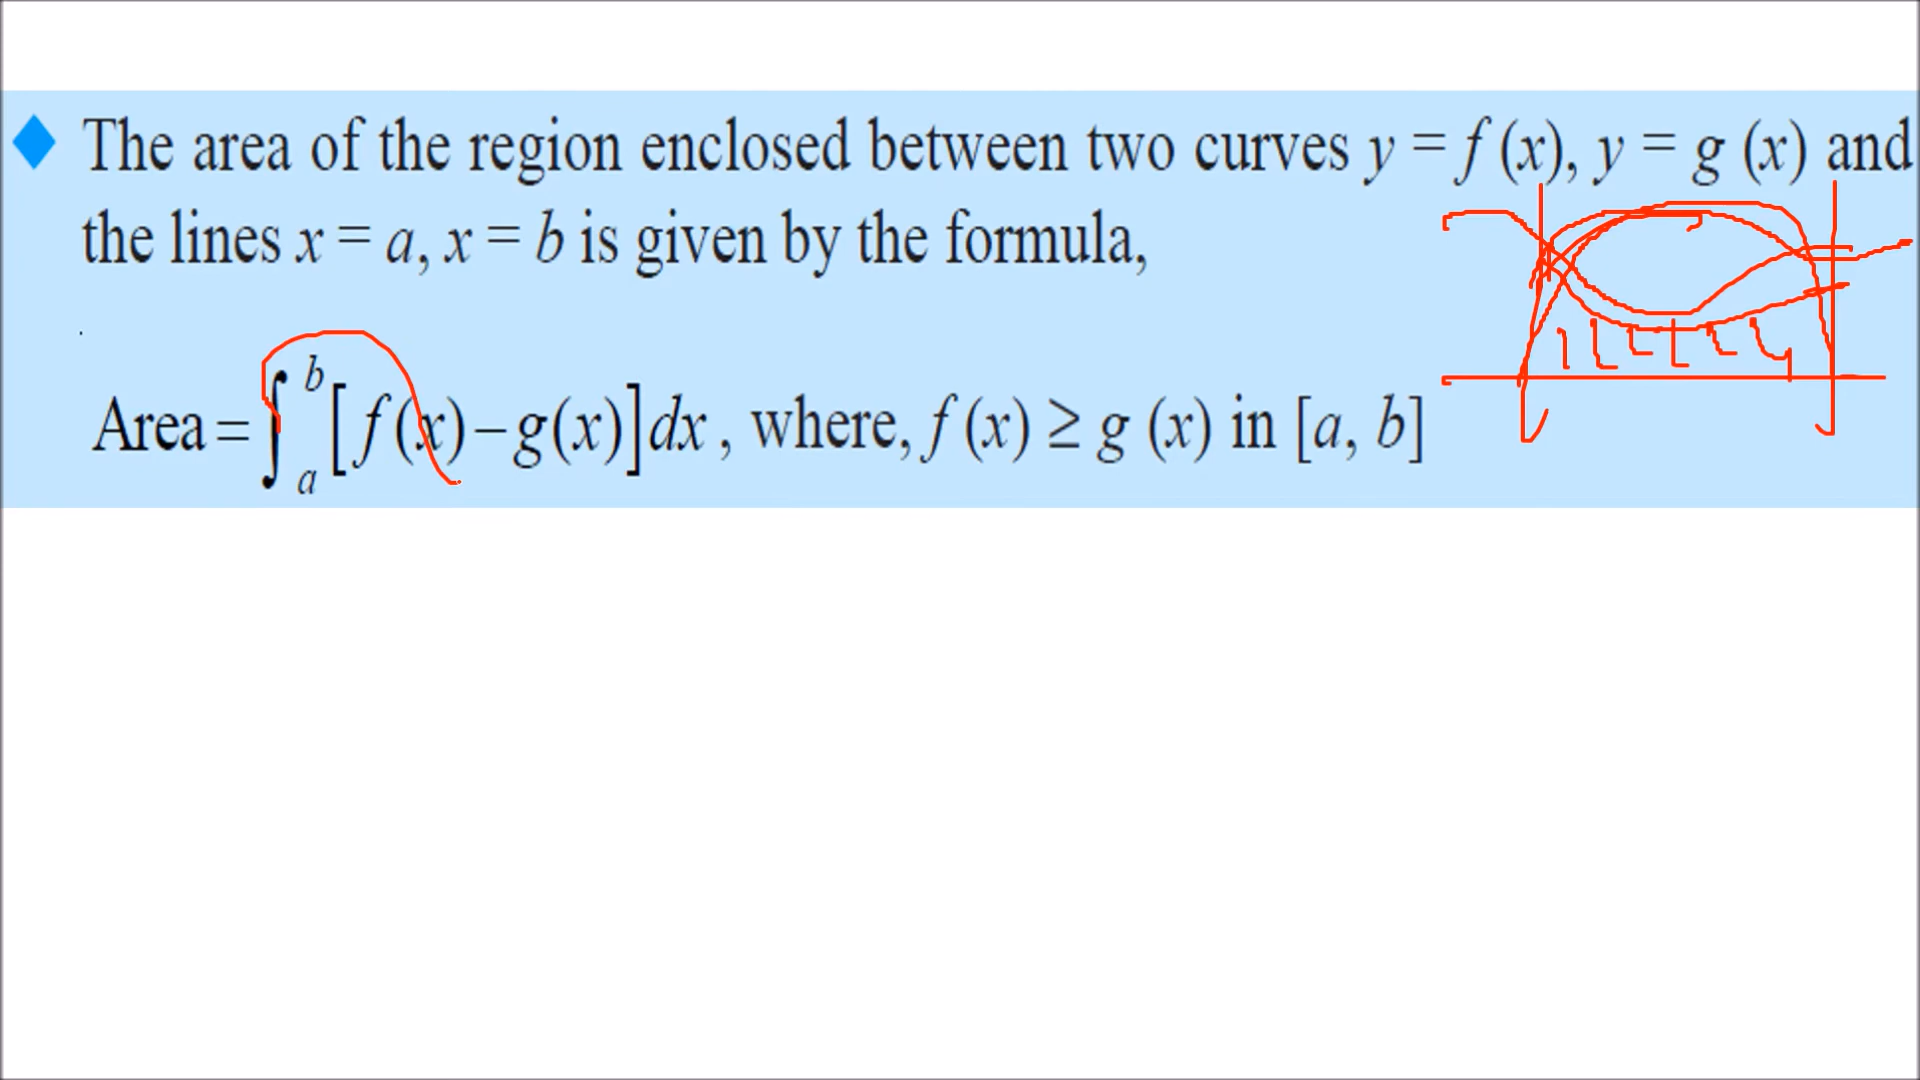 The area of the region enclosed between two curves y = f (x), y = g (x) and
the lines x = a, x = b is given by the formula,
Area = ∫_a^b [f(x) – g(x)] dx , where, f (x) ≥ g (x) in [a, b]